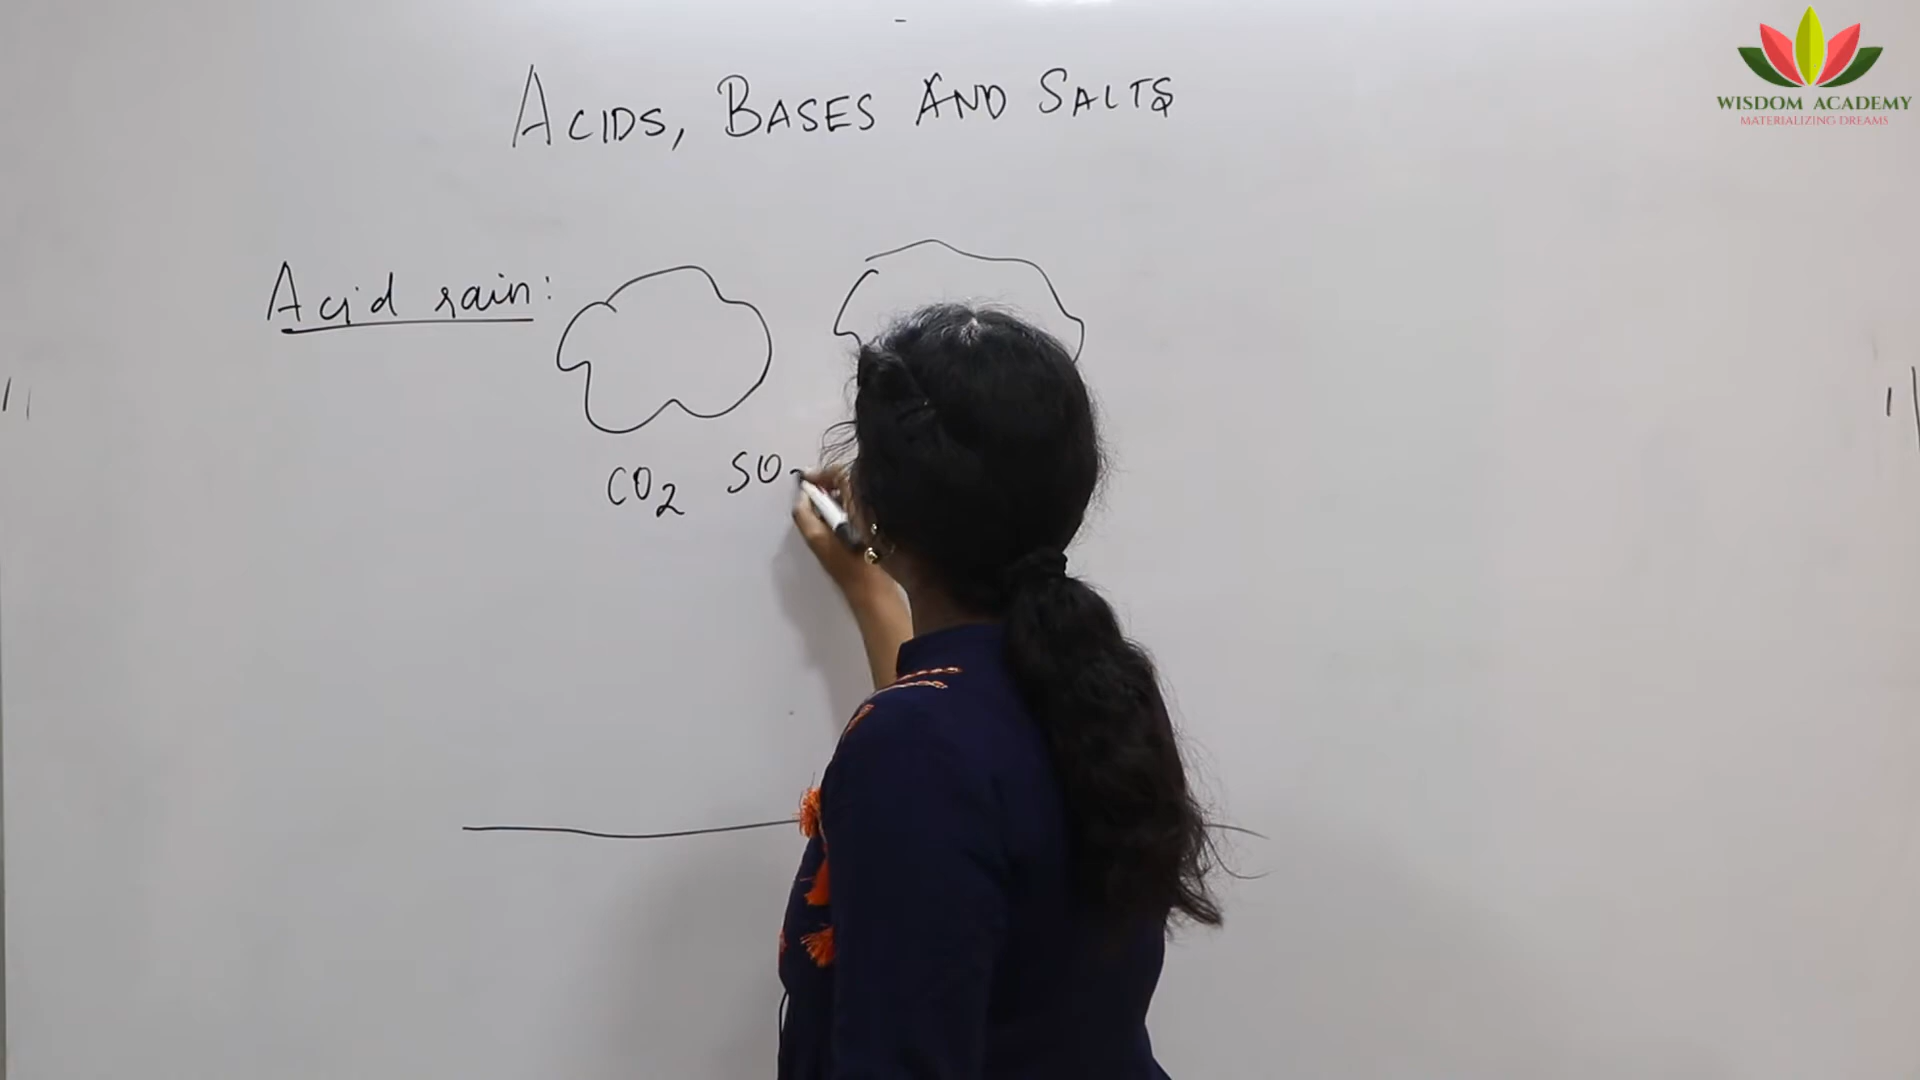 ACIDS, BASES AND SALTS
Acid rain:
CO2 SO
WISDOM ACADEMY
MATERIALIZING DREAMS